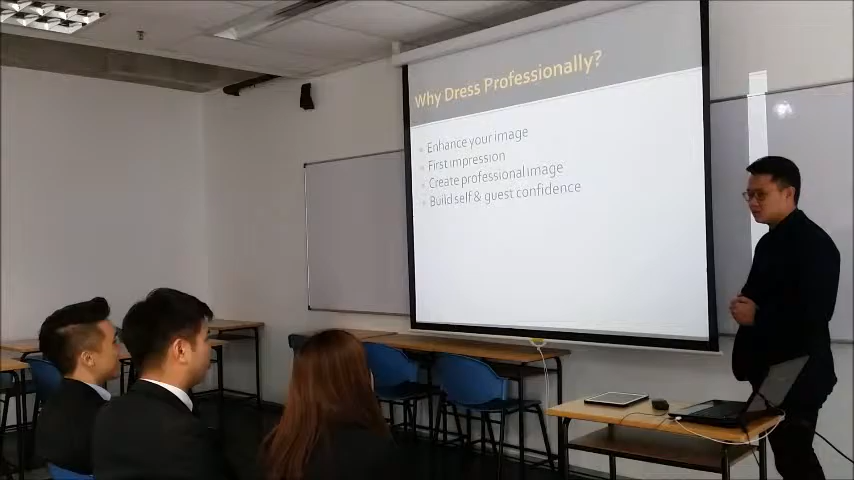 Why Dress Professionally?
Enhance your image
First impression
Create professional image
Build self & guest confidence